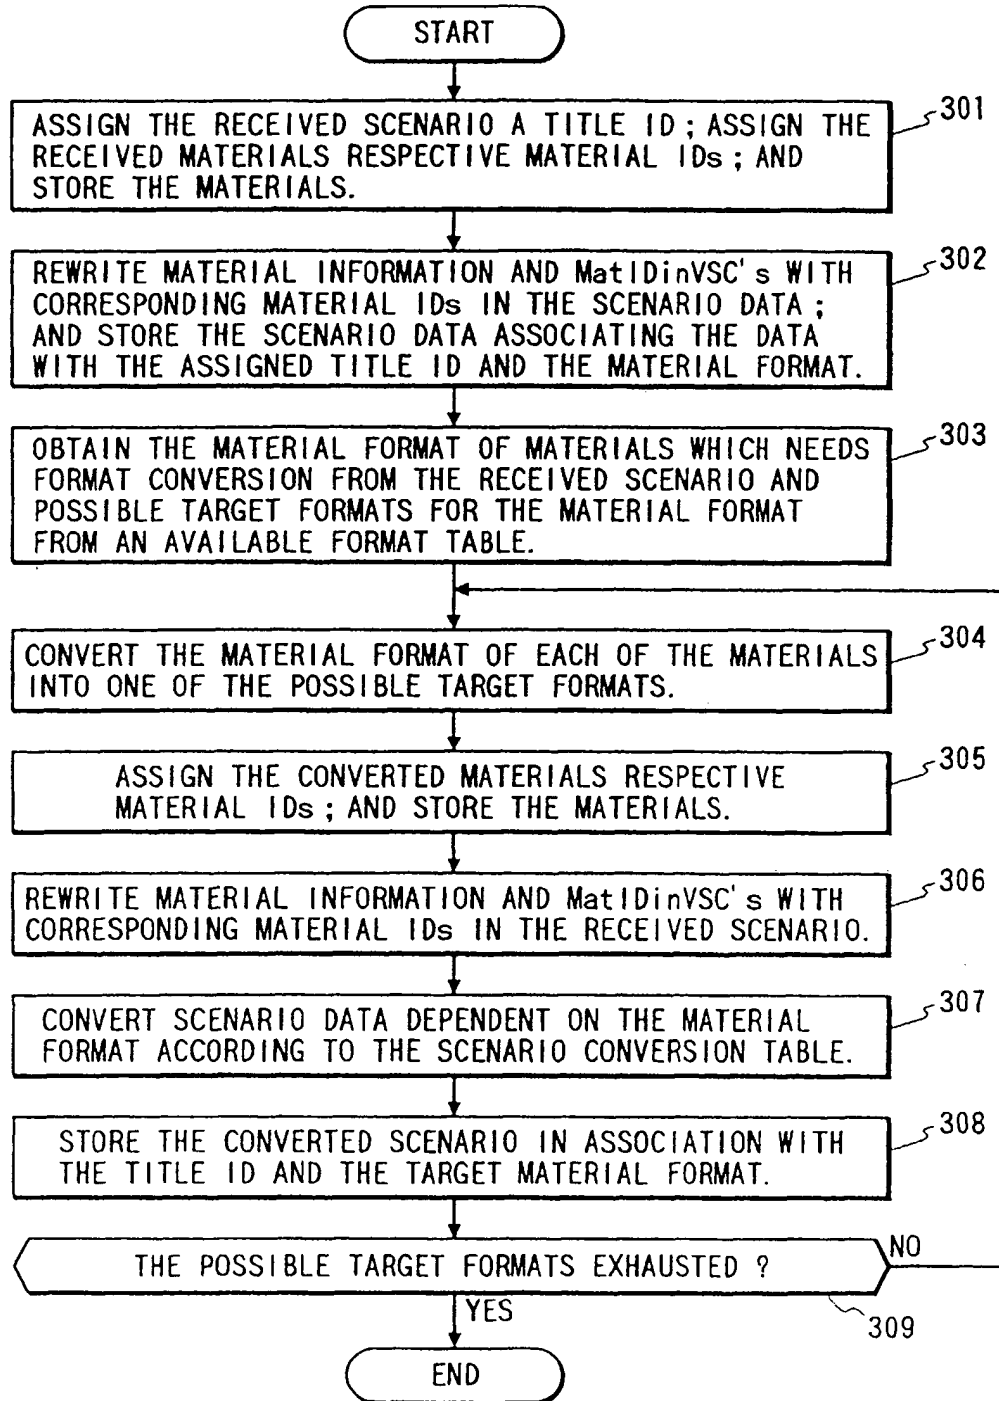 START
301
ASSIGN THE RECEIVED SCENARIO A TITLE ID; ASSIGN THE
RECEIVED MATERIALS RESPECTIVE MATERIAL IDs; AND
STORE THE MATERIALS.
302
REWRITE MATERIAL INFORMATION AND MatIDinVSC's WITH
CORRESPONDING MATERIAL IDs IN THE SCENARIO DATA;
AND STORE THE SCENARIO DATA ASSOCIATING THE DATA
WITH THE ASSIGNED TITLE ID AND THE MATERIAL FORMAT.
303
OBTAIN THE MATERIAL FORMAT OF MATERIALS WHICH NEEDS
FORMAT CONVERSION FROM THE RECEIVED SCENARIO AND
POSSIBLE TARGET FORMATS FOR THE MATERIAL FORMAT
FROM AN AVAILABLE FORMAT TABLE.
304
CONVERT THE MATERIAL FORMAT OF EACH OF THE MATERIALS
INTO ONE OF THE POSSIBLE TARGET FORMATS.
305
ASSIGN THE CONVERTED MATERIALS RESPECTIVE
MATERIAL IDs; AND STORE THE MATERIALS.
306
REWRITE MATERIAL INFORMATION AND MatIDinVSC's WITH
CORRESPONDING MATERIAL IDs IN THE RECEIVED SCENARIO.
307
CONVERT SCENARIO DATA DEPENDENT ON THE MATERIAL
FORMAT ACCORDING TO THE SCENARIO CONVERSION TABLE.
308
STORE THE CONVERTED SCENARIO IN ASSOCIATION WITH
THE TITLE ID AND THE TARGET MATERIAL FORMAT.
THE POSSIBLE TARGET FORMATS EXHAUSTED ?
NO
YES
309
END